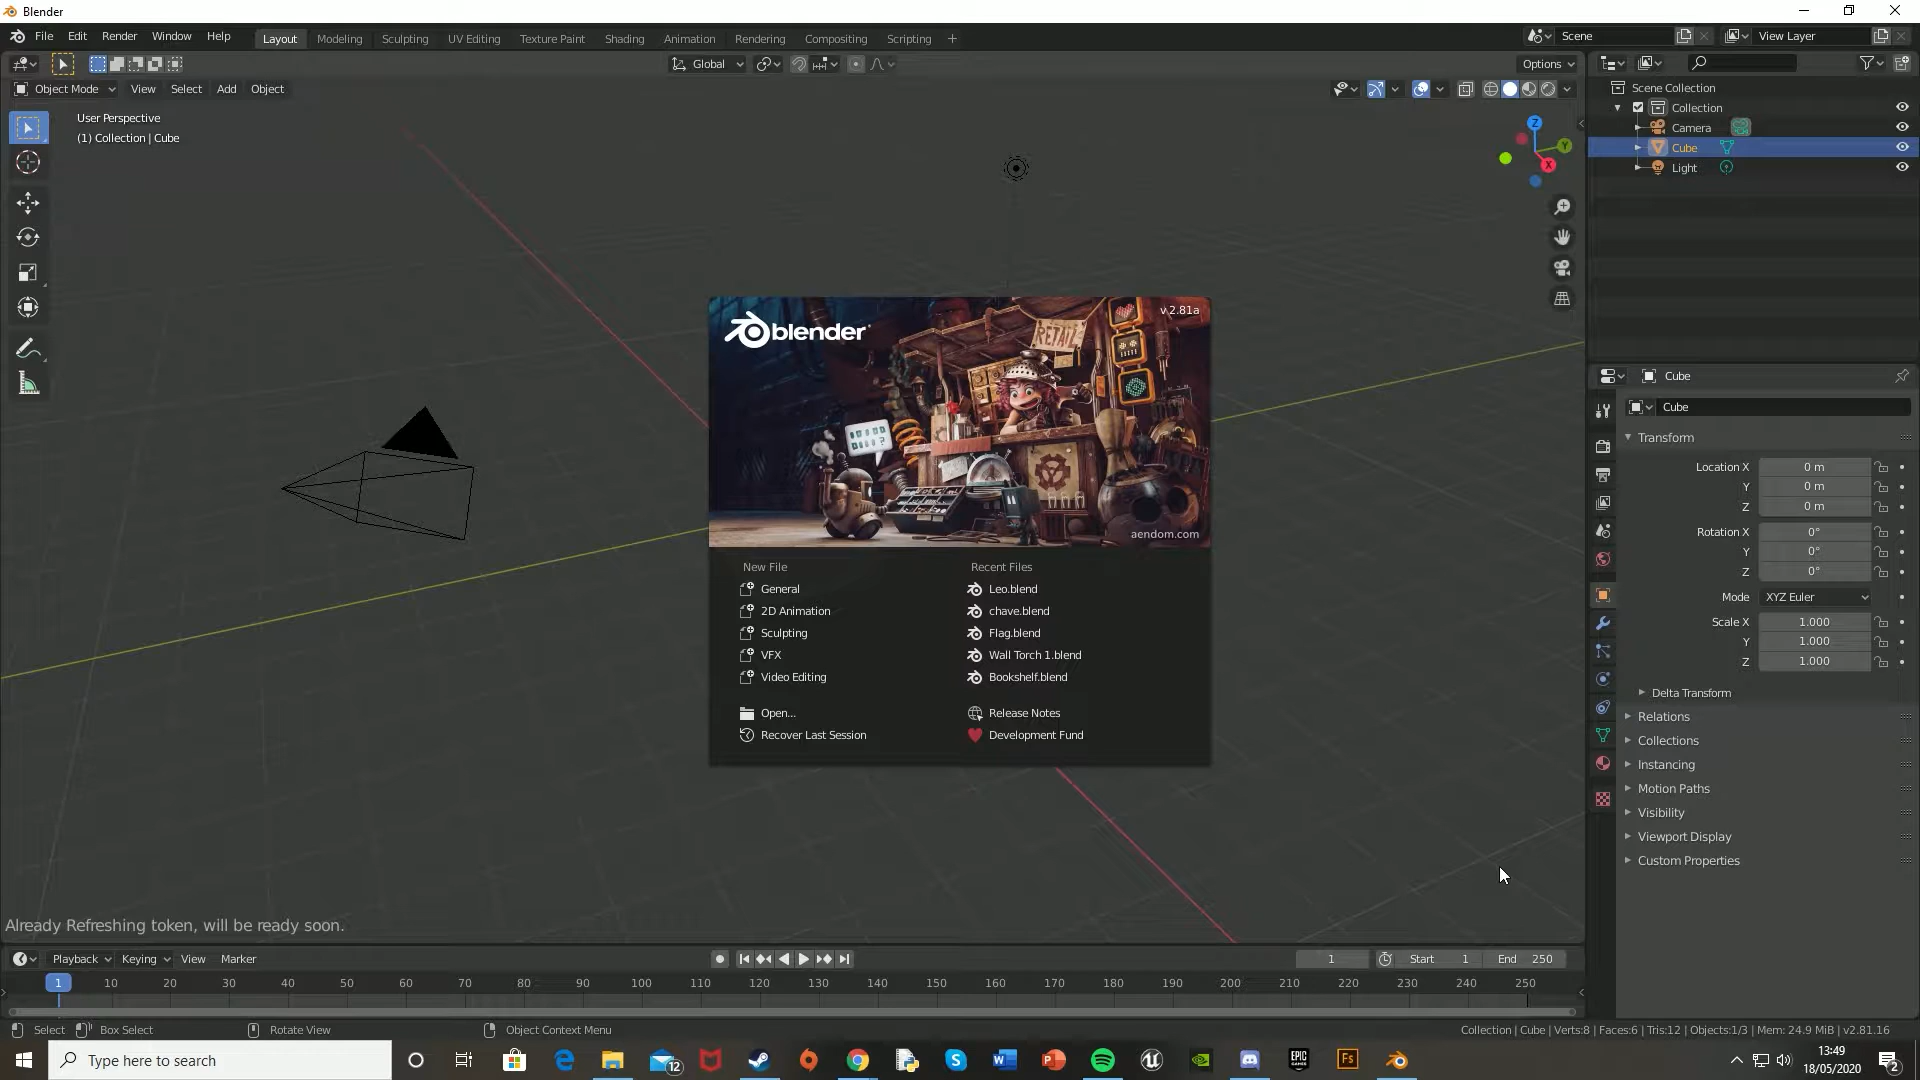 Blender
File Edit Render Window Help Layout Modeling Sculpting UV Editing Texture Paint Shading Animation Rendering Compositing Scripting + Scene View Layer
Global Options
Object Mode View Select Add Object
User Perspective
(1) Collection | Cube
Z
Y
X
Scene Collection
Collection
Camera
Cube
Light
blender
v 2.81a
RETAIL
aendom.com
New File
General
2D Animation
Sculpting
VFX
Video Editing
Open...
Recover Last Session
Recent Files
Leo.blend
chave.blend
Flag.blend
Wall Torch 1.blend
Bookshelf.blend
Release Notes
Development Fund
Cube
Cube
Transform
Location X 0 m
Y 0 m
Z 0 m
Rotation X 0°
Y 0°
Z 0°
Mode XYZ Euler
Scale X 1.000
Y 1.000
Z 1.000
Delta Transform
Relations
Collections
Instancing
Motion Paths
Visibility
Viewport Display
Custom Properties
Already Refreshing token, will be ready soon.
Playback Keying View Marker 1 Start 1 End 250
1 10 20 30 40 50 60 70 80 90 100 110 120 130 140 150 160 170 180 190 200 210 220 230 240 250
Select Box Select Rotate View Object Context Menu Collection | Cube | Verts:8 | Faces:6 | Tris:12 | Objects:1/3 | Mem: 24.9 MiB | v2.81.16
Type here to search
12
EPIC GAMES
Fs
13:49
18/05/2020
2